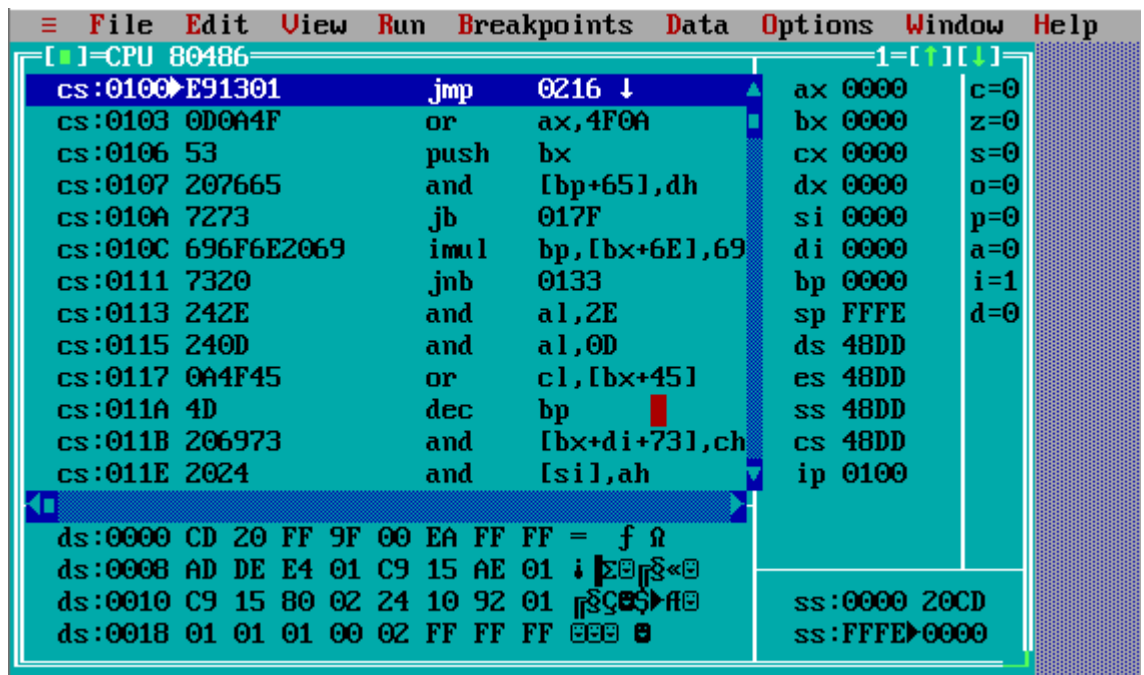 ≡ File Edit View Run Breakpoints Data Options Window Help
[■]=CPU 80486 1=[↑][↓]
cs:0100►E91301 jmp 0216 ↓ ax 0000 c=0
cs:0103 0D0A4F or ax,4F0A bx 0000 z=0
cs:0106 53 push bx cx 0000 s=0
cs:0107 207665 and [bp+65],dh dx 0000 o=0
cs:010A 7273 jb 017F si 0000 p=0
cs:010C 696F6E2069 imul bp,[bx+6E],69 di 0000 a=0
cs:0111 7320 jnb 0133 bp 0000 i=1
cs:0113 242E and al,2E sp FFFE d=0
cs:0115 240D and al,0D ds 48DD
cs:0117 0A4F45 or cl,[bx+45] es 48DD
cs:011A 4D dec bp ss 48DD
cs:011B 206973 and [bx+di+73],ch cs 48DD
cs:011E 2024 and [si],ah ip 0100
ds:0000 CD 20 FF 9F 00 EA FF FF = ƒ Ω
ds:0008 AD DE E4 01 C9 15 AE 01 ¡▐Σ☺╔§«☺
ds:0010 C9 15 80 02 24 10 92 01 ╔§Ç☻$►Æ☺ ss:0000 20CD
ds:0018 01 01 01 00 02 FF FF FF ☺☺☺ ☻ ss:FFFE►0000